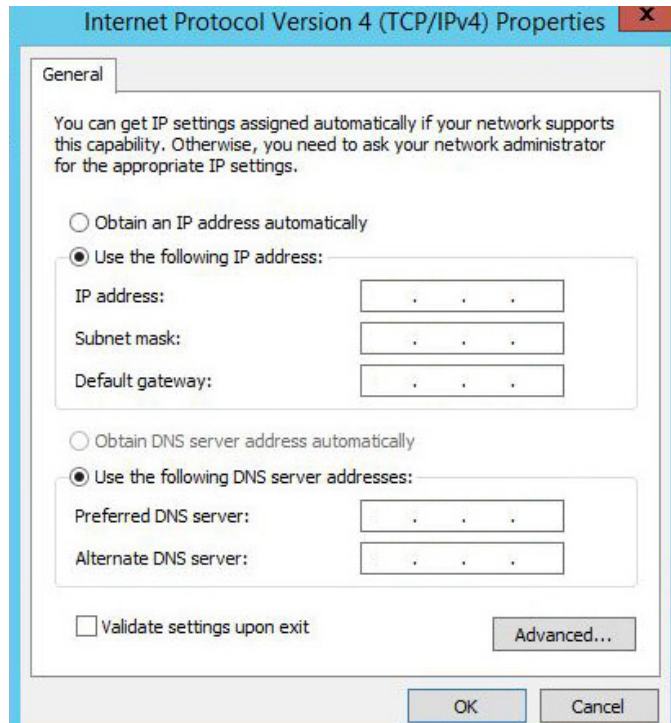 Internet Protocol Version 4 (TCP/IPv4) Properties
x
General
You can get IP settings assigned automatically if your network supports
this capability. Otherwise, you need to ask your network administrator
for the appropriate IP settings.
Obtain an IP address automatically
Use the following IP address:
IP address: . . .
Subnet mask: . . .
Default gateway: . . .
Obtain DNS server address automatically
Use the following DNS server addresses:
Preferred DNS server: . . .
Alternate DNS server: . . .
Validate settings upon exit
Advanced...
OK Cancel